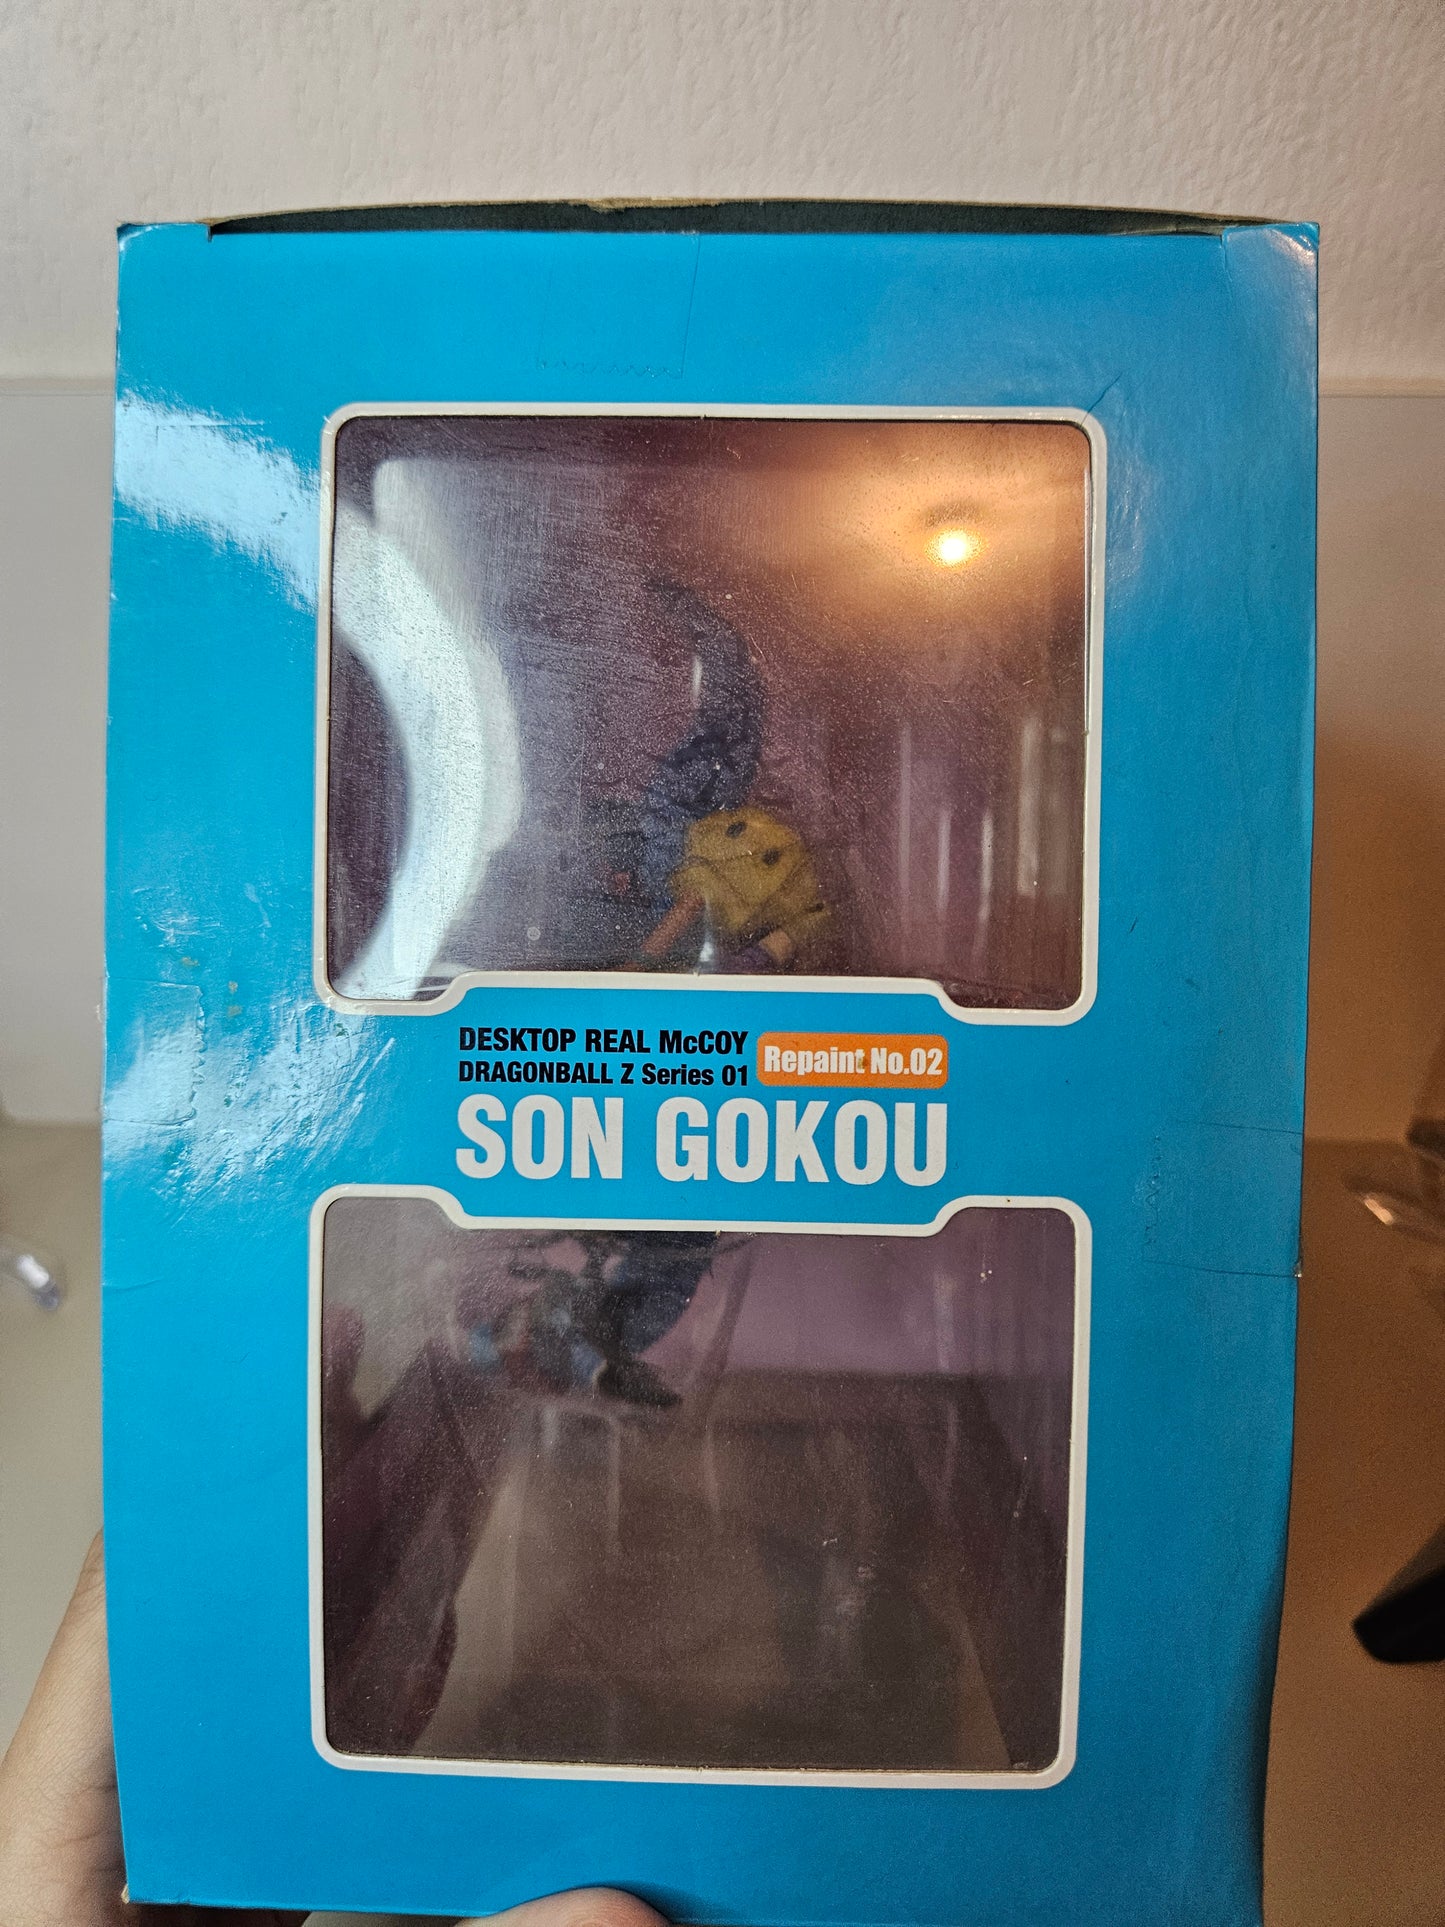 DESKTOP REAL McCOY
DRAGONBALL Z Series 01
Repaint No.02
SON GOKOU